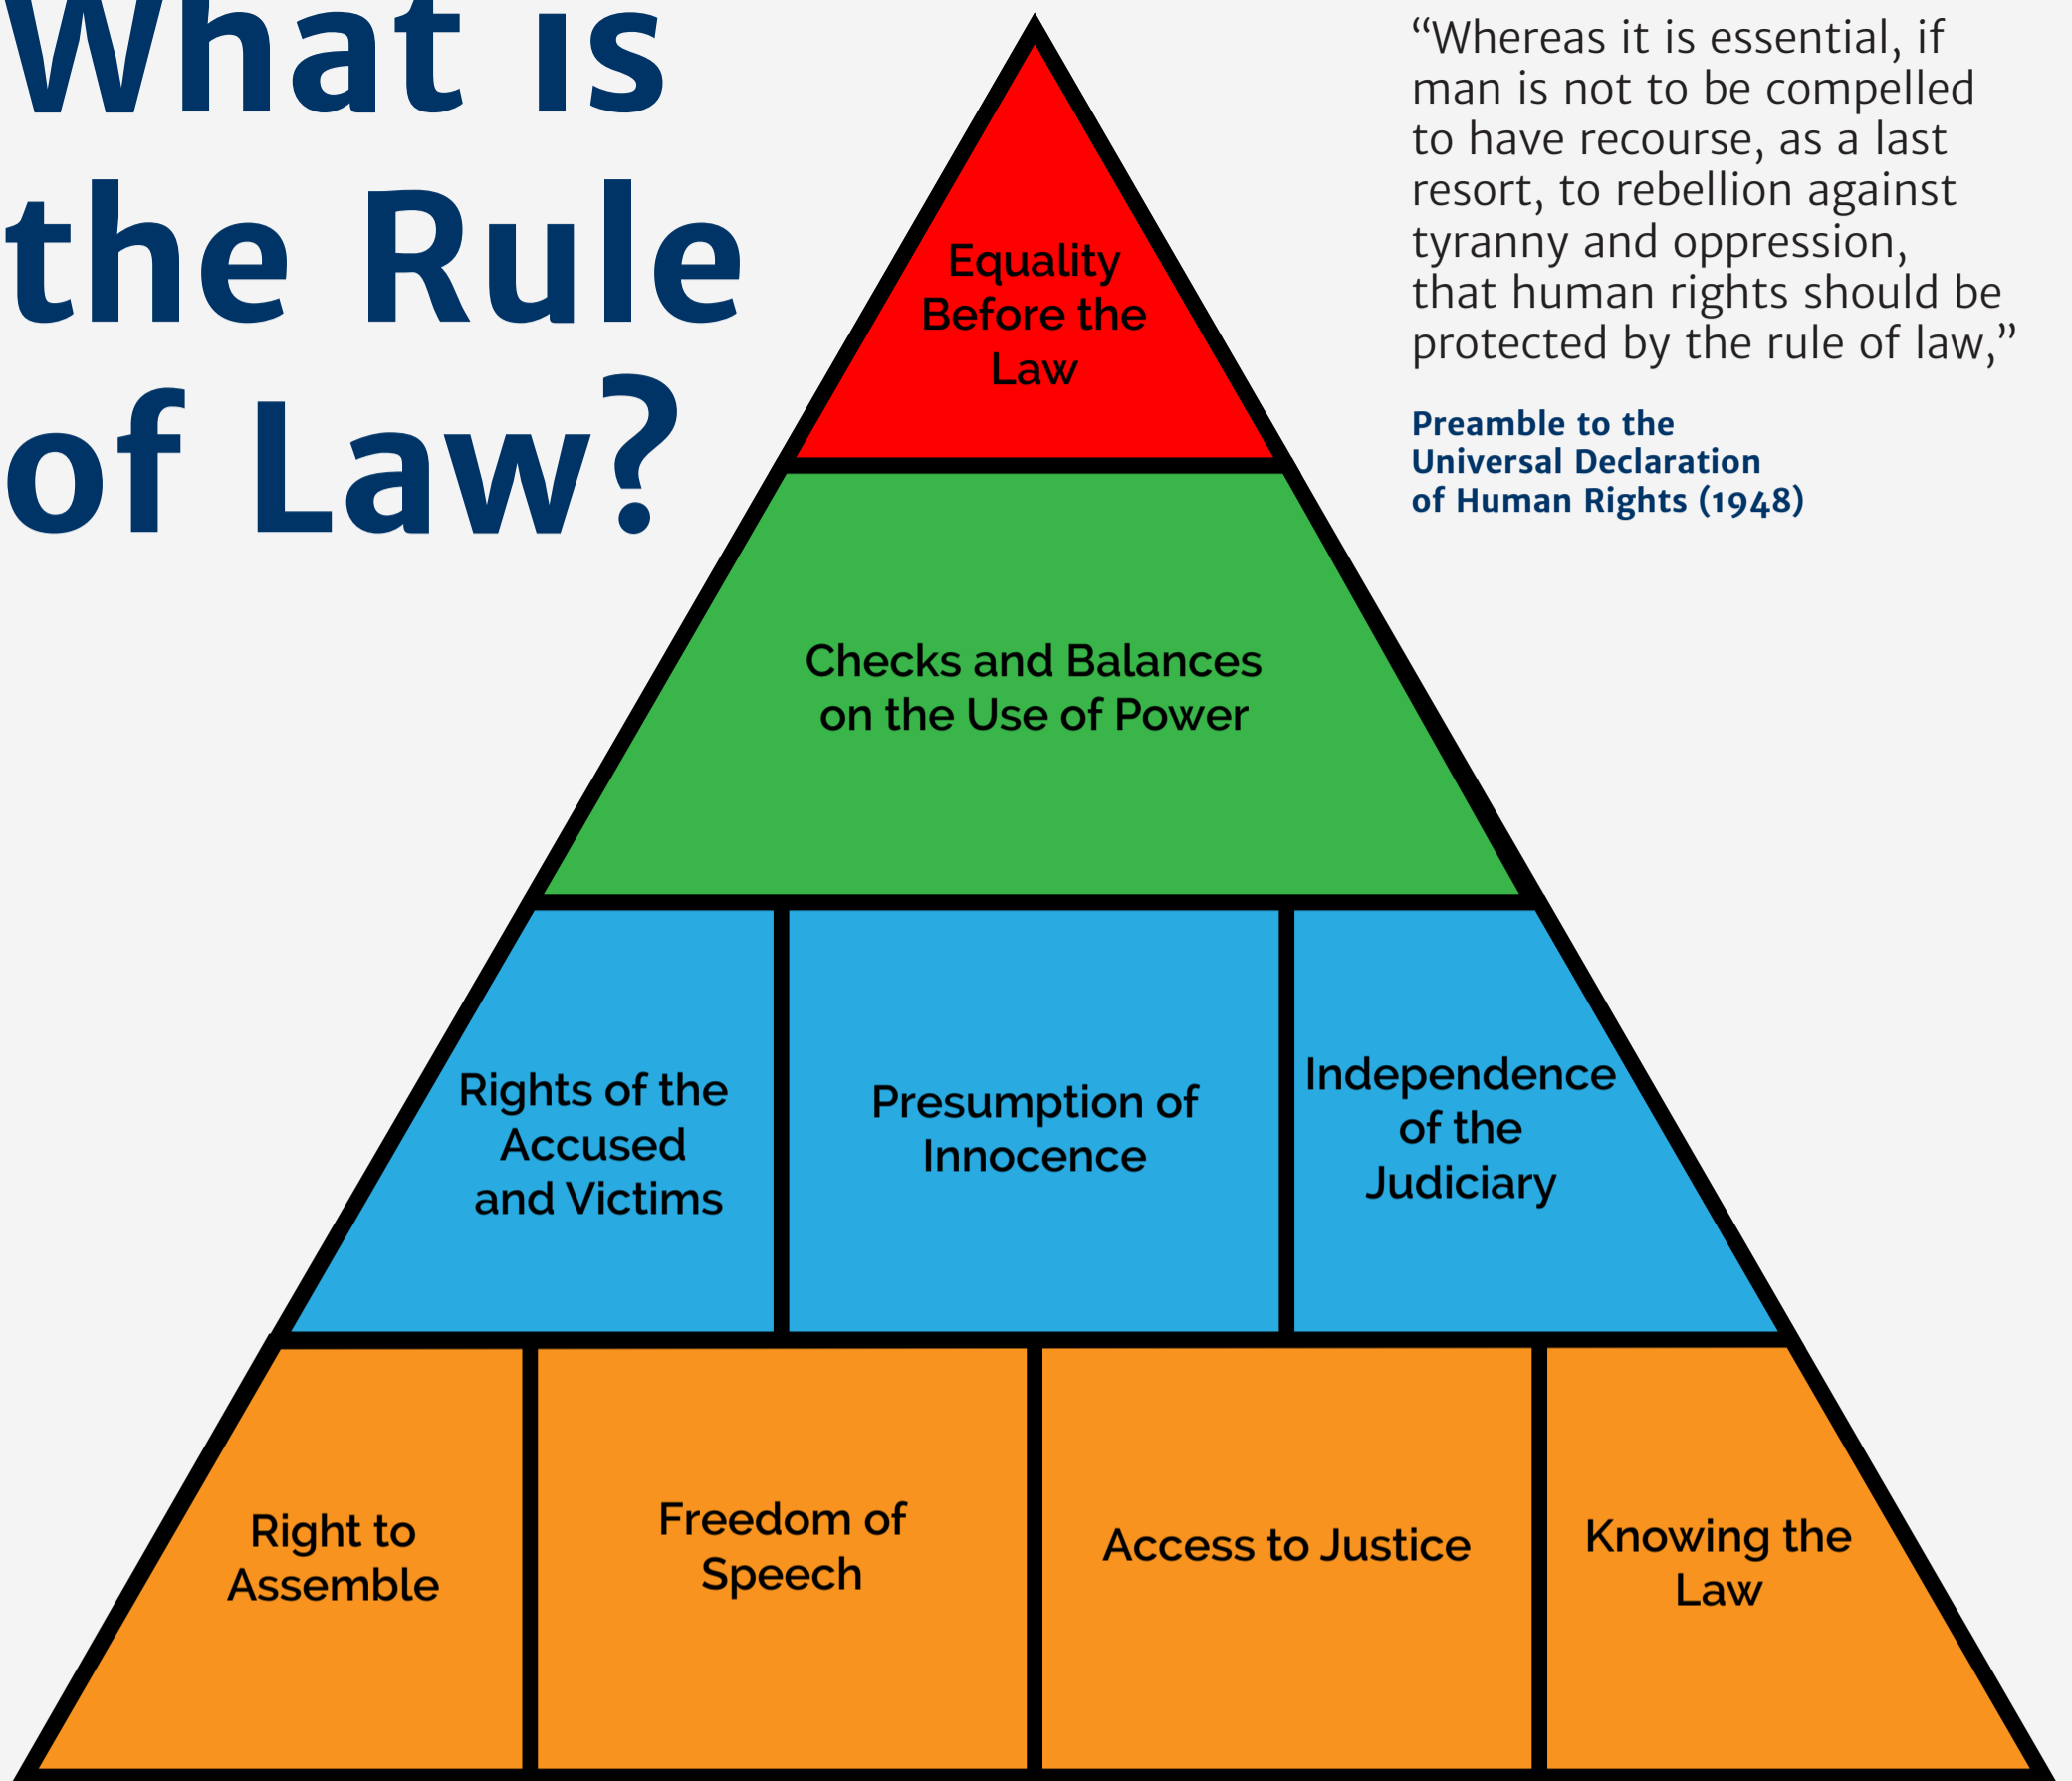 What is
the Rule
of Law?
“Whereas it is essential, if
man is not to be compelled
to have recourse, as a last
resort, to rebellion against
tyranny and oppression,
that human rights should be
protected by the rule of law,”
Preamble to the
Universal Declaration
of Human Rights (1948)
Equality
Before the
Law
Checks and Balances
on the Use of Power
Rights of the
Accused
and Victims
Presumption of
Innocence
Independence
of the
Judiciary
Right to
Assemble
Freedom of
Speech
Access to Justice
Knowing the
Law